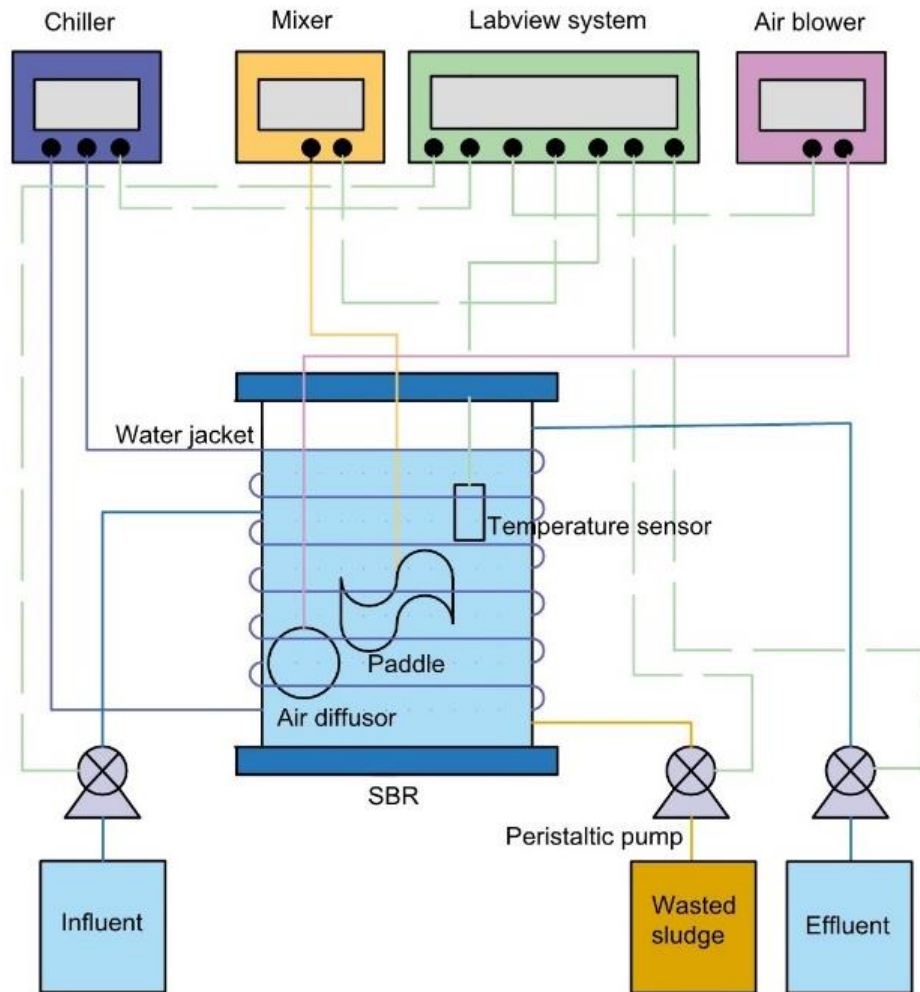 Chiller
Mixer
Labview system
Air blower
Water jacket
Temperature sensor
Paddle
Air diffusor
SBR
Peristaltic pump
Influent
Wasted
sludge
Effluent